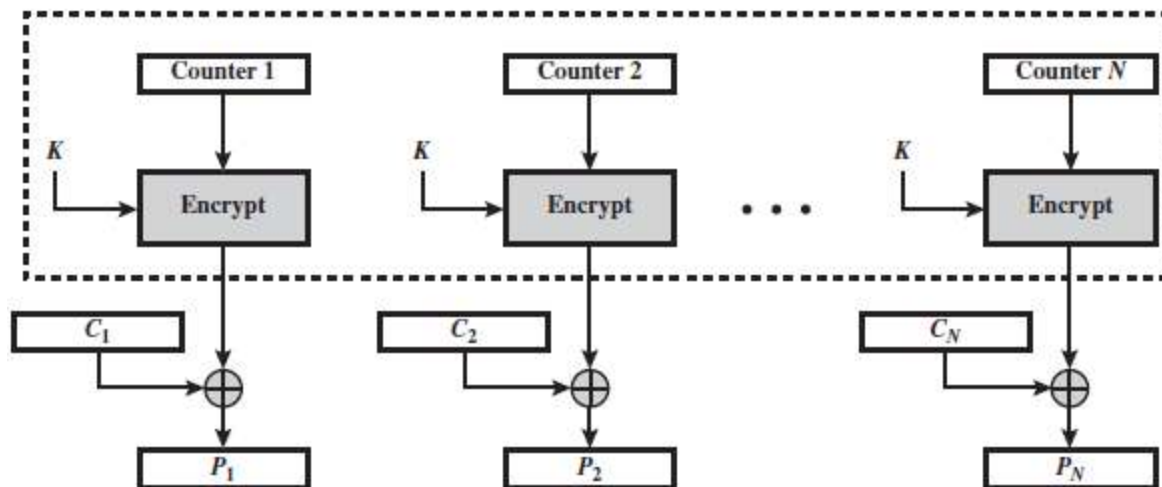 Counter 1 Counter 2 Counter N
K K K
Encrypt Encrypt • • • Encrypt
C1 C2 CN
P1 P2 PN